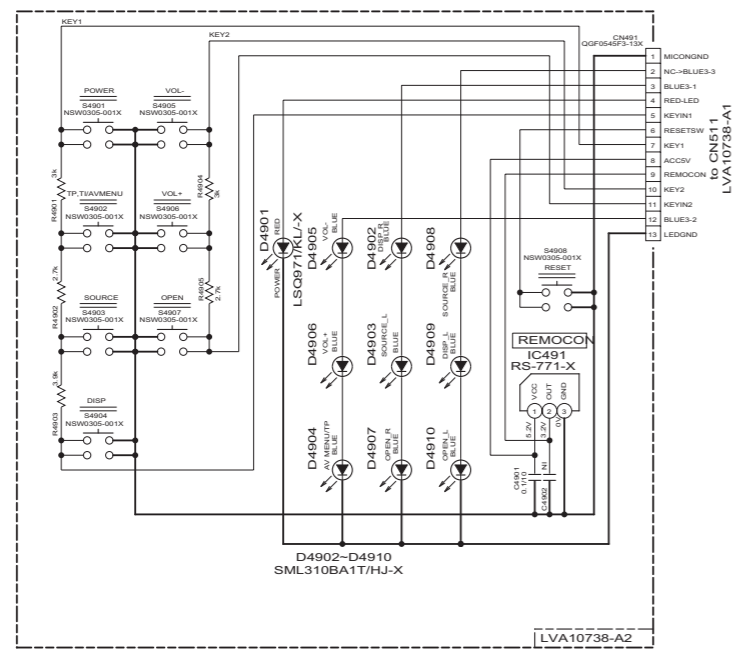 KEY1
KEY2
CN491
QGF0545F3-13X
1 MICONGND
2 NC->BLUE3-3
3 BLUE3-1
4 RED-LED
5 KEYIN1
6 RESETSW
7 KEY1
8 ACC5V
9 REMOCON
10 KEY2
11 KEYIN2
12 BLUE3-2
13 LEDGND
to CN511
LVA10738-A1
POWER
S4901
NSW0305-001X
VOL-
S4905
NSW0305-001X
3k
R4901
R4904
3k
TP,TI/AVMENU
S4902
NSW0305-001X
VOL+
S4906
NSW0305-001X
2.7k
R4902
R4905
2.7k
SOURCE
S4903
NSW0305-001X
OPEN
S4907
NSW0305-001X
3.9k
R4903
DISP
S4904
NSW0305-001X
D4901
RED
POWER
LSQ971/KL/-X
D4905
VOL-
BLUE
D4902
DISP_R
BLUE
D4908
SOURCE_R
BLUE
D4906
VOL+
BLUE
D4903
SOURCE_L
BLUE
D4909
DISP_L
BLUE
D4904
AV MENU/TP
BLUE
D4907
OPEN_R
BLUE
D4910
OPEN_L
BLUE
S4908
NSW0305-001X
RESET
REMOCON
IC491
RS-771-X
VCC
OUT
GND
1
2
3
5.2V
3.2V
0V
C4901
0.1/10
C4902
NI
D4902~D4910
SML310BA1T/HJ-X
LVA10738-A2